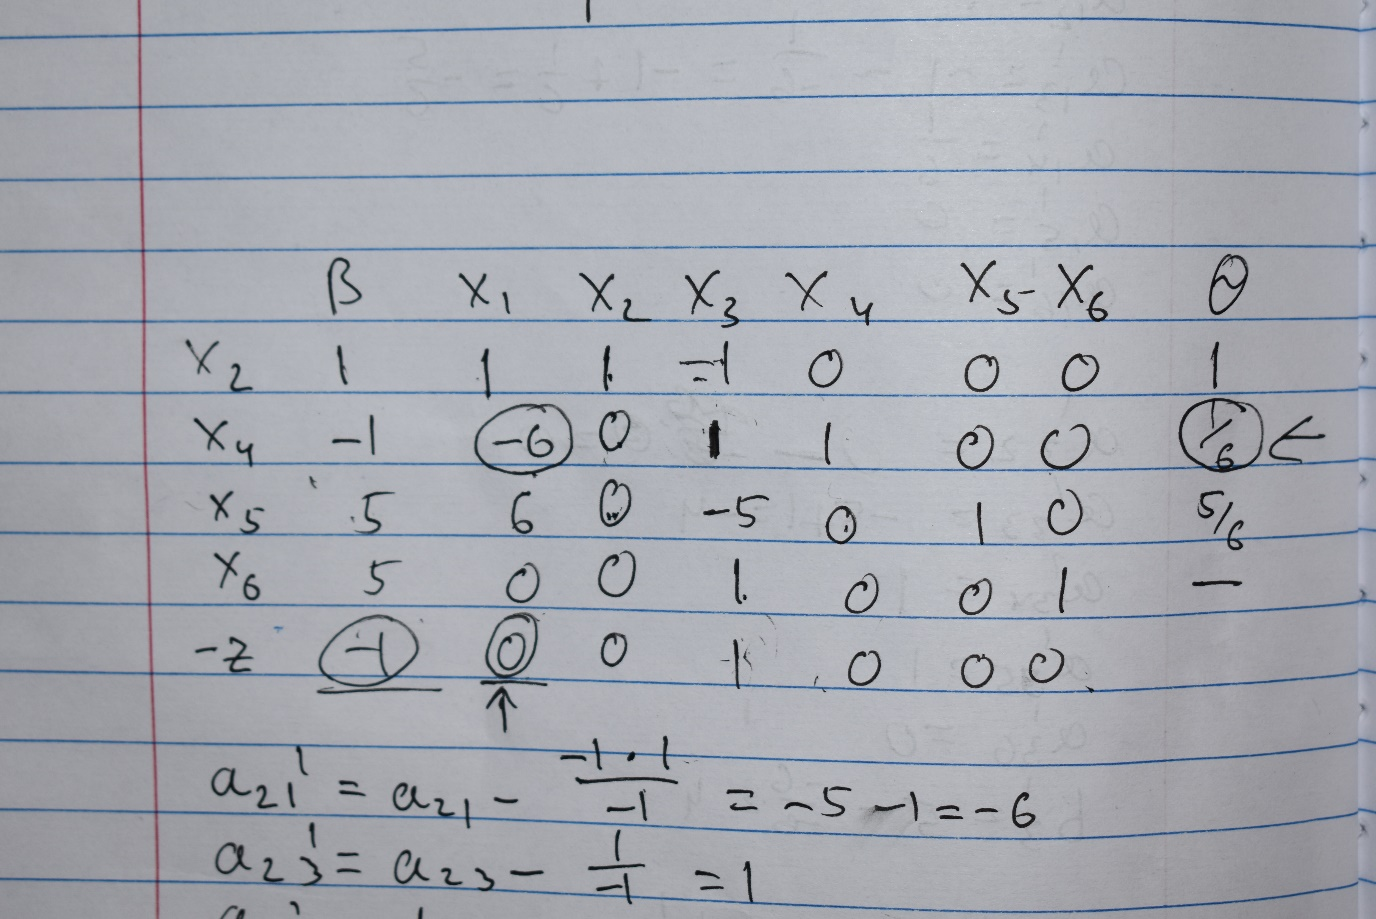 β x₁ x₂ x₃ x₄ x₅ x₆ θ
x₂ 1 1 1 -1 0 0 0 1
x₄ -1 -6 0 1 1 0 0 1/6 ←
x₅ 5 6 0 -5 0 1 0 5/6
x₆ 5 0 0 1 0 0 1 —
-z -1 0 0 1 0 0 0
↑
a₂₁' = a₂₁ - (-1·1)/(-1) = -5 -1 = -6
a₂₃' = a₂₃ - 1/(-1) = 1